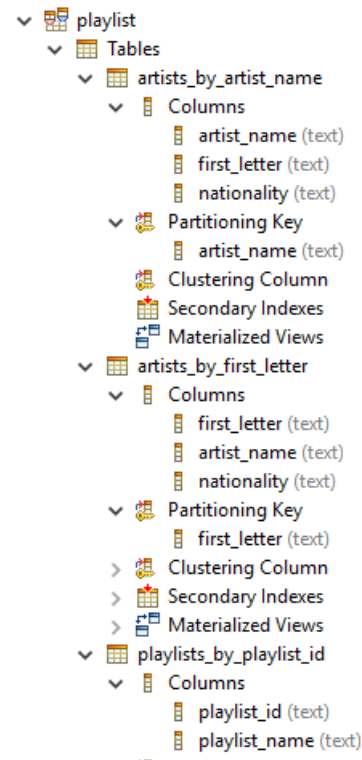 playlist
Tables
artists_by_artist_name
Columns
artist_name (text)
first_letter (text)
nationality (text)
Partitioning Key
artist_name (text)
Clustering Column
Secondary Indexes
Materialized Views
artists_by_first_letter
Columns
first_letter (text)
artist_name (text)
nationality (text)
Partitioning Key
first_letter (text)
Clustering Column
Secondary Indexes
Materialized Views
playlists_by_playlist_id
Columns
playlist_id (text)
playlist_name (text)